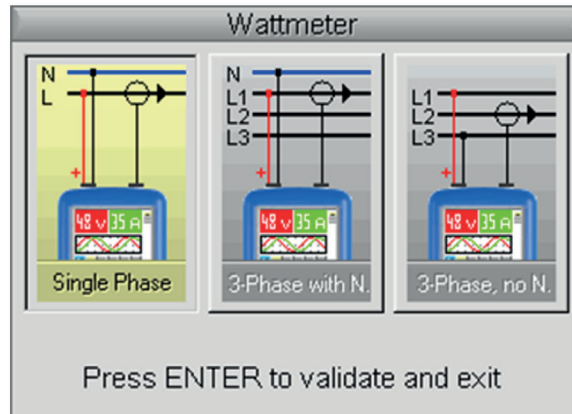 Wattmeter
N
L
+
48 V 35 A
Single Phase
N
L1
L2
L3
+
48 V 35 A
3-Phase with N.
L1
L2
L3
+
48 V 35 A
3-Phase, no N.
Press ENTER to validate and exit